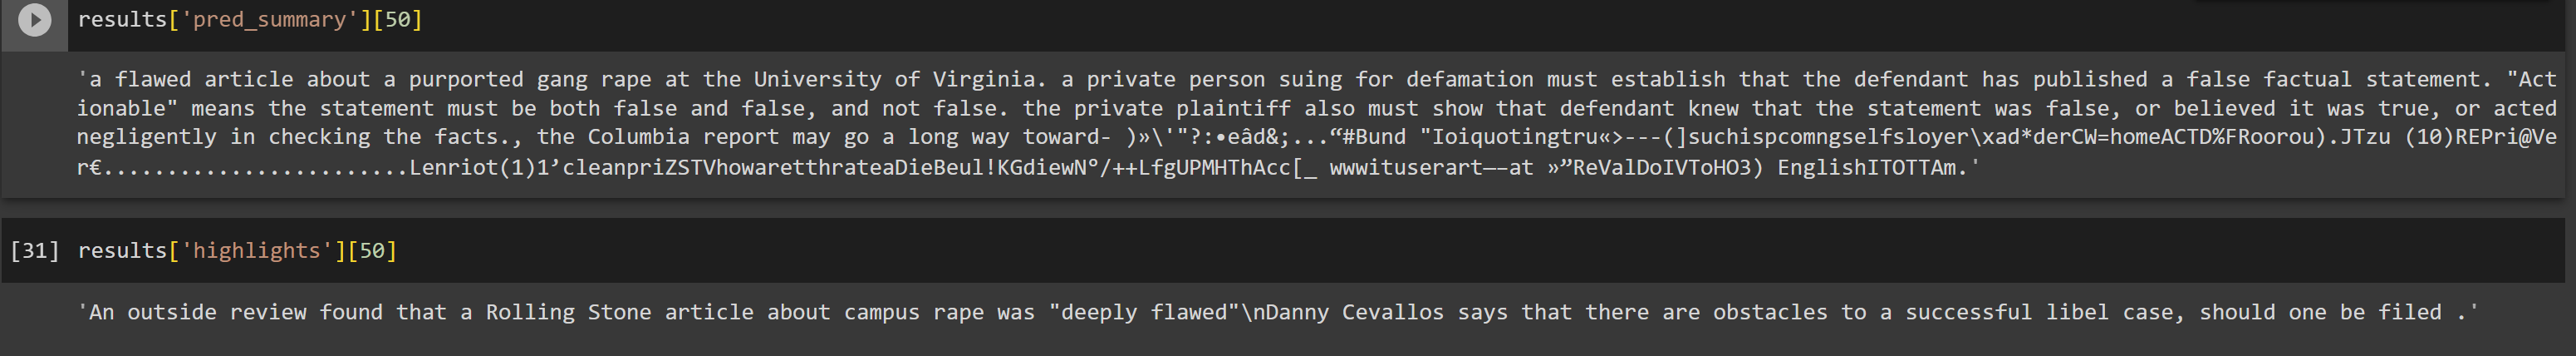 results['pred_summary'][50]
'a flawed article about a purported gang rape at the University of Virginia. a private person suing for defamation must establish that the defendant has published a false factual statement. "Act
ionable" means the statement must be both false and false, and not false. the private plaintiff also must show that defendant knew that the statement was false, or believed it was true, or acted
negligently in checking the facts., the Columbia report may go a long way toward- )»\'"?:•eâd&;...“#Bund "Ioiquotingtru«>---(]suchispcomngselfsloyer\xad*derCW=homeACTD%FRoorou).JTzu (10)REPri@Ve
r€........................Lenriot(1)1’cleanpriZSTVhowaretthrateaDieBeul!KGdiewN°/++LfgUPMHThAcc[_ wwwituserart——at »”ReValDoIVToHO3) EnglishITOTTAm.'
[31] results['highlights'][50]
'An outside review found that a Rolling Stone article about campus rape was "deeply flawed"\nDanny Cevallos says that there are obstacles to a successful libel case, should one be filed .'